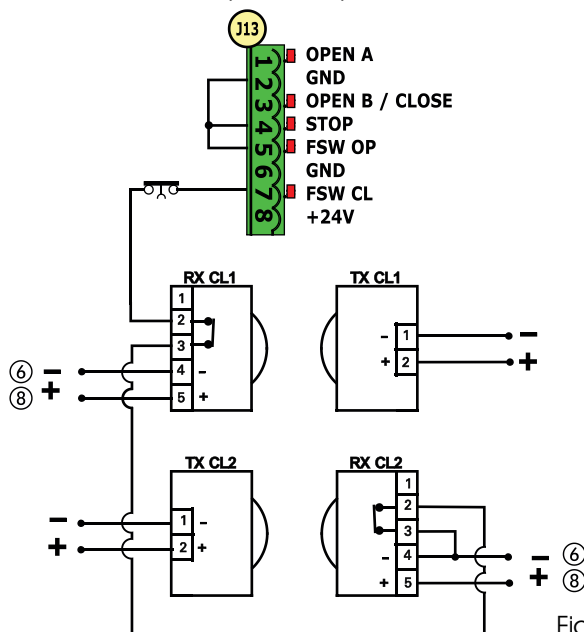 J13
1 OPEN A
2 GND
3 OPEN B / CLOSE
4 STOP
5 FSW OP
6 GND
7 FSW CL
8 +24V
RX CL1
1
2
3
4 -
5 +
⑥ -
⑧ +
TX CL1
- 1 -
+ 2 +
TX CL2
- 1 -
+ 2 +
RX CL2
1
2
3
- 4 - ⑥
+ 5 + ⑧
Fig